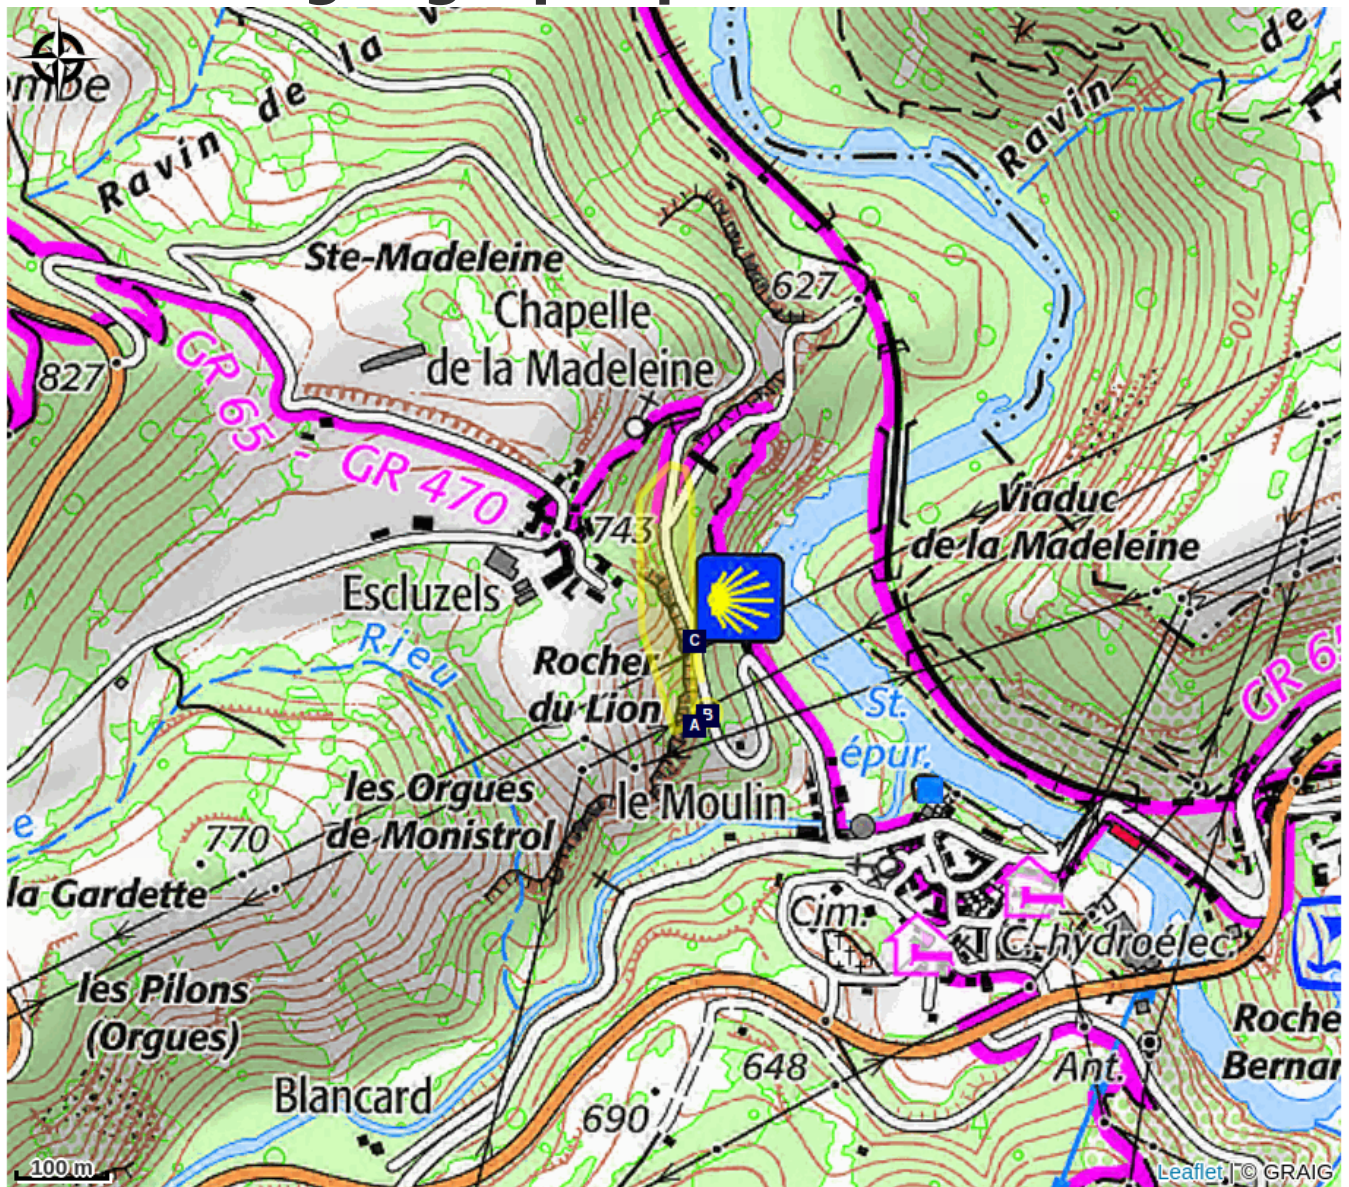 de la
Ravin de
Ravin de
Ste-Madeleine
Chapelle
de la Madeleine
627
700
827
GR 65 - GR 470
743
Viaduc
de la Madeleine
Escluzels
Rieu
C
Rocher
du Lion
B
A
GR 65
St.
épur.
les Orgues
de Monistrol
le Moulin
770
e
la Gardette
Cim.
C. hydroélec.
les Pilons
(Orgues)
Roche
Bernar
648
Ant.
Blancard
690
100 m
Leaflet | © GRAIG